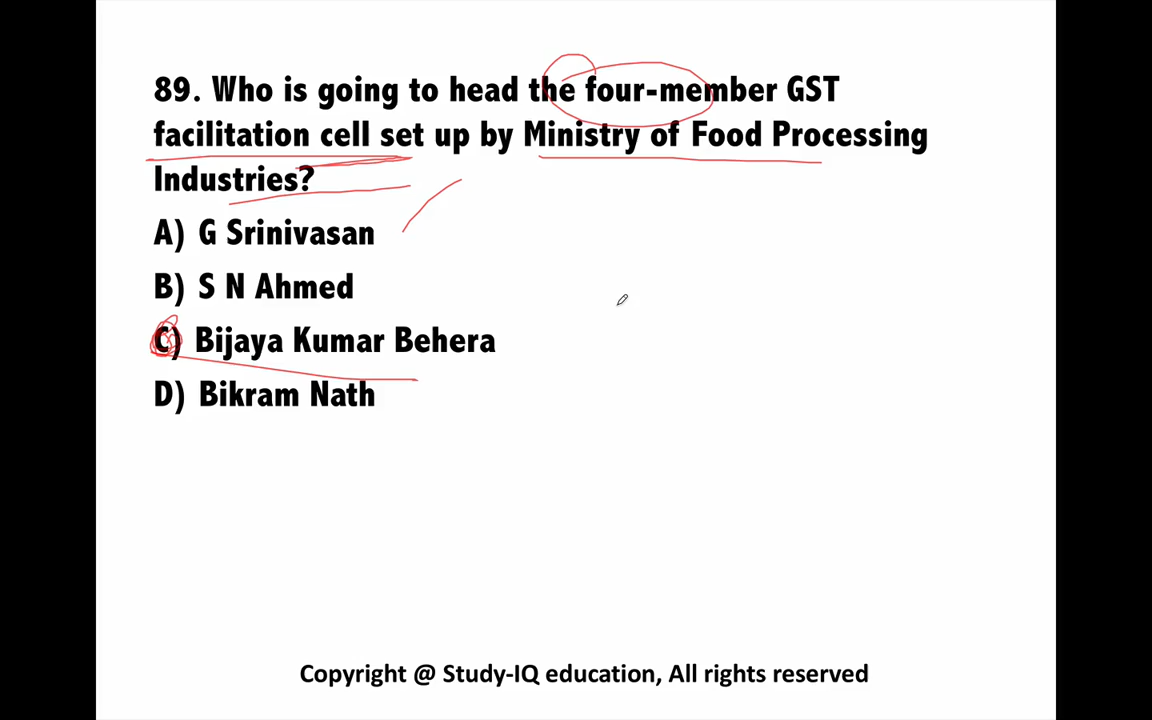 89. Who is going to head the four-member GST
facilitation cell set up by Ministry of Food Processing
Industries?
A) G Srinivasan
B) S N Ahmed
C) Bijaya Kumar Behera
D) Bikram Nath
Copyright @ Study-IQ education, All rights reserved